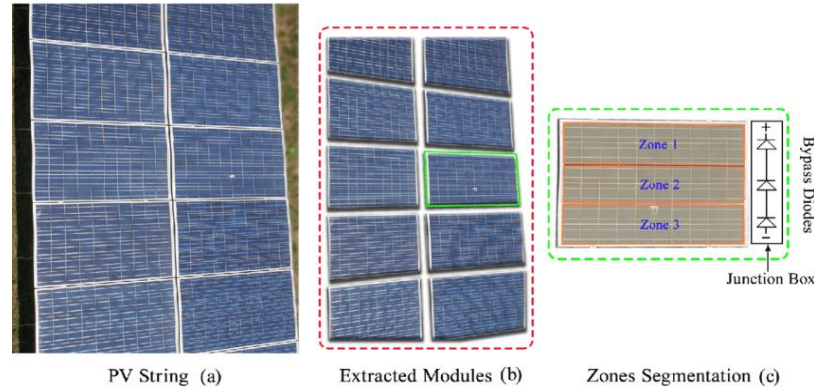 Zone 1
Zone 2
Zone 3
+
−
Bypass Diodes
Junction Box
PV String (a)
Extracted Modules (b)
Zones Segmentation (c)